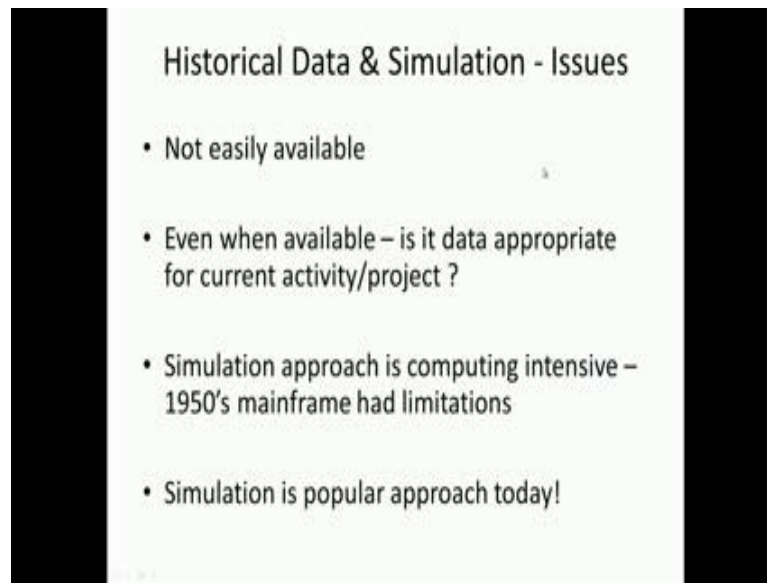 Historical Data & Simulation - Issues
• Not easily available
• Even when available – is it data appropriate
for current activity/project ?
• Simulation approach is computing intensive –
1950's mainframe had limitations
• Simulation is popular approach today!